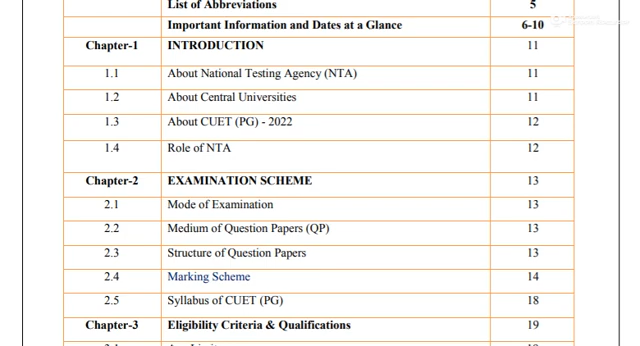 List of Abbreviations 5
Important Information and Dates at a Glance 6-10
Chapter-1 INTRODUCTION 11
1.1 About National Testing Agency (NTA) 11
1.2 About Central Universities 11
1.3 About CUET (PG) - 2022 12
1.4 Role of NTA 12
Chapter-2 EXAMINATION SCHEME 13
2.1 Mode of Examination 13
2.2 Medium of Question Papers (QP) 13
2.3 Structure of Question Papers 13
2.4 Marking Scheme 14
2.5 Syllabus of CUET (PG) 18
Chapter-3 Eligibility Criteria & Qualifications 19